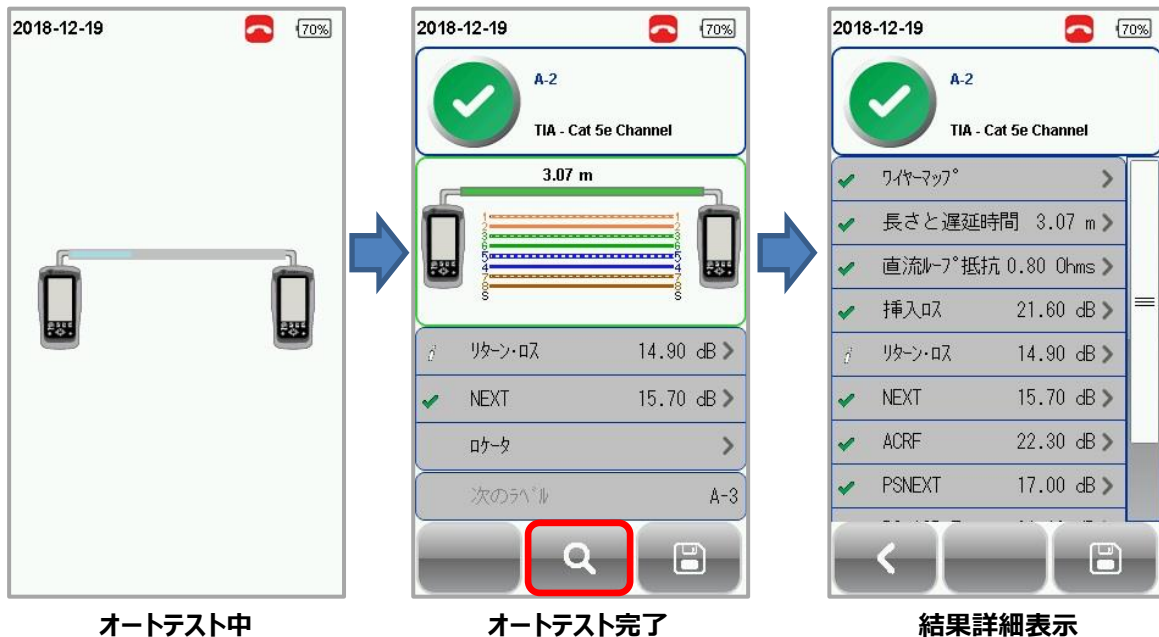 2018-12-19
70%
オートテスト中
2018-12-19
70%
A-2
TIA - Cat 5e Channel
3.07 m
1 1
2 2
3 3
6 6
5 5
4 4
7 7
8 8
S S
ﾘﾀｰﾝ・ﾛｽ 14.90 dB
NEXT 15.70 dB
ﾛｹｰﾀ
次のﾗﾍﾞﾙ A-3
オートテスト完了
2018-12-19
70%
A-2
TIA - Cat 5e Channel
ﾜｲﾔｰﾏｯﾌﾟ
長さと遅延時間 3.07 m
直流ﾙｰﾌﾟ抵抗 0.80 Ohms
挿入ﾛｽ 21.60 dB
ﾘﾀｰﾝ・ﾛｽ 14.90 dB
NEXT 15.70 dB
ACRF 22.30 dB
PSNEXT 17.00 dB
結果詳細表示